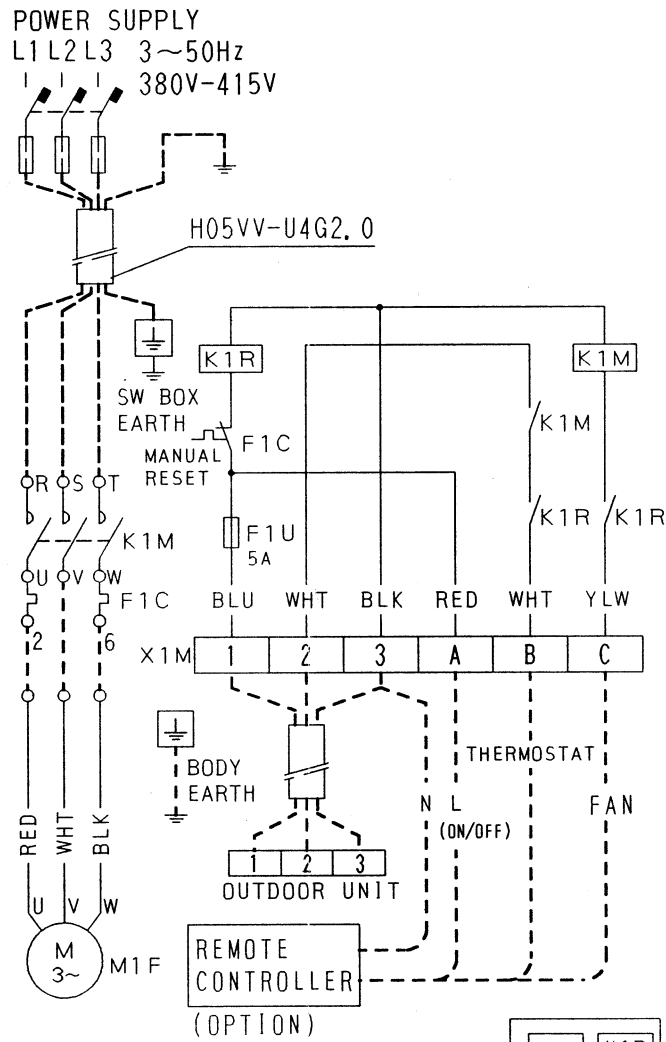 POWER SUPPLY
L1 L2 L3 3~50Hz
380V-415V
H05VV-U4G2.0
K1R
K1M
SW BOX
EARTH
MANUAL
RESET
F1C
K1M
R S T
K1M
F1U
5A
K1R
K1R
U V W
F1C
2
6
BLU WHT BLK RED WHT YLW
X1M 1 2 3 A B C
BODY
EARTH
THERMOSTAT
N L
(ON/OFF)
FAN
RED WHT BLK
1 2 3
OUTDOOR UNIT
U V W
M
3~
M1F
REMOTE
CONTROLLER
(OPTION)